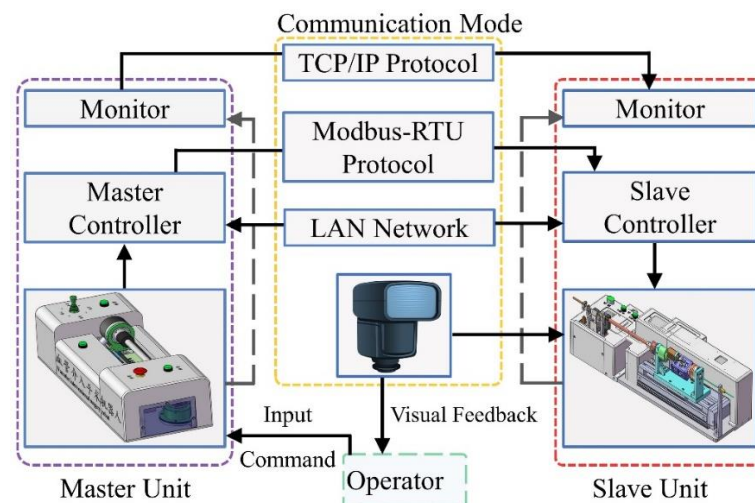 Communication Mode
TCP/IP Protocol
Monitor
Monitor
Modbus-RTU
Protocol
Master
Controller
Slave
Controller
LAN Network
Input
Command
Visual Feedback
Operator
Master Unit
Slave Unit